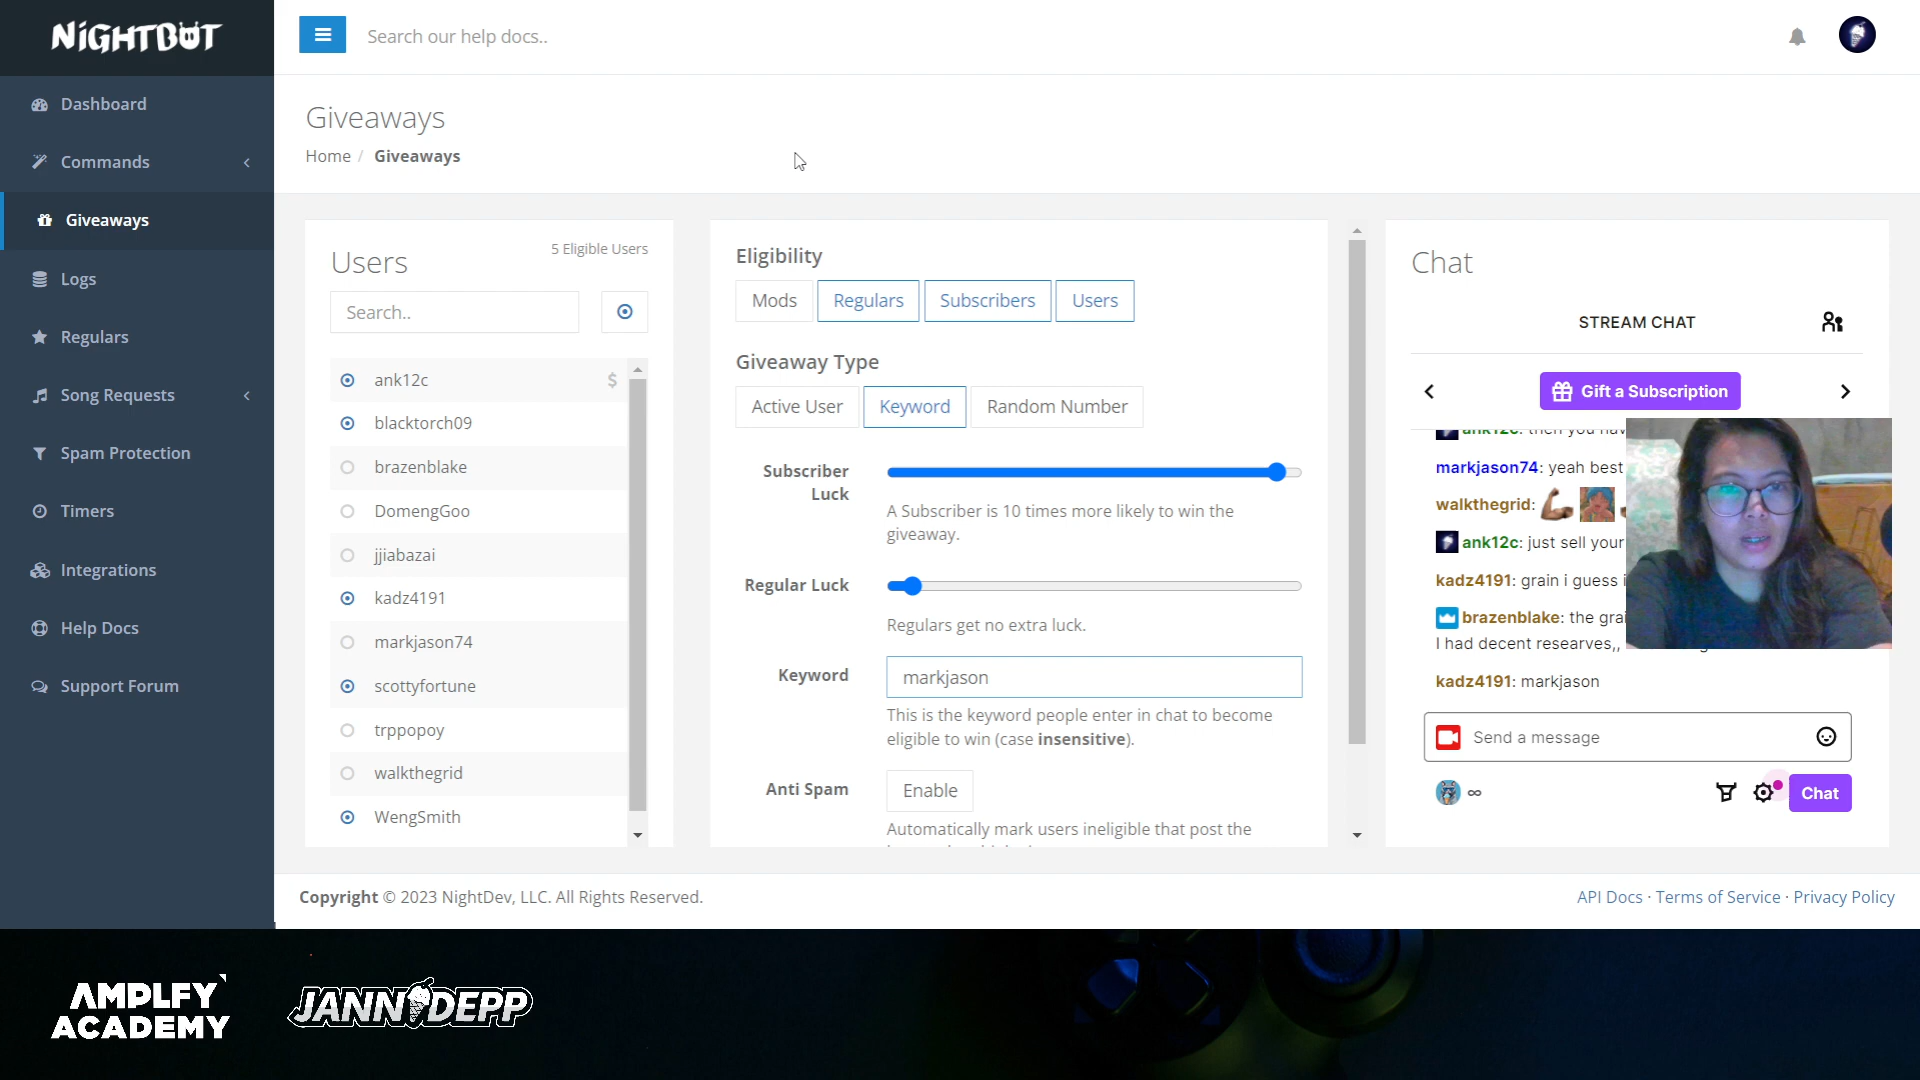 NiGHTBOT
Search our help docs..
Dashboard
Commands
Giveaways
Logs
Regulars
Song Requests
Spam Protection
Timers
Integrations
Help Docs
Support Forum
Giveaways
Home / Giveaways
Users
5 Eligible Users
Search..
ank12c $
blacktorch09
brazenblake
DomengGoo
jjiabazai
kadz4191
markjason74
scottyfortune
trppopoy
walkthegrid
WengSmith
Eligibility
Mods Regulars Subscribers Users
Giveaway Type
Active User Keyword Random Number
Subscriber Luck
A Subscriber is 10 times more likely to win the
giveaway.
Regular Luck
Regulars get no extra luck.
Keyword
markjason
This is the keyword people enter in chat to become
eligible to win (case insensitive).
Anti Spam
Enable
Automatically mark users ineligible that post the
Chat
STREAM CHAT
Gift a Subscription
ank12c: then you hav
markjason74: yeah best
walkthegrid:
ank12c: just sell your
kadz4191: grain i guess i
brazenblake: the grai
I had decent researves,,
kadz4191: markjason
Send a message
∞
Chat
Copyright © 2023 NightDev, LLC. All Rights Reserved.
API Docs · Terms of Service · Privacy Policy
AMPLFY
ACADEMY
JANNiDEPP